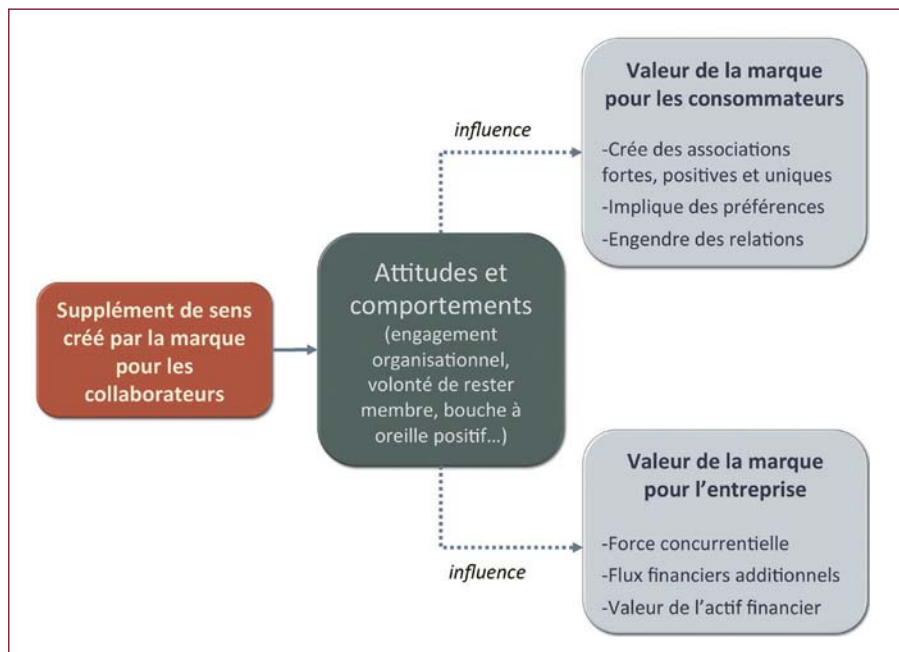 Supplément de sens
créé par la marque
pour les
collaborateurs
Attitudes et
comportements
(engagement
organisationnel,
volonté de rester
membre, bouche à
oreille positif...)
influence
Valeur de la marque
pour les consommateurs
-Crée des associations
fortes, positives et uniques
-Implique des préférences
-Engendre des relations
influence
Valeur de la marque
pour l’entreprise
-Force concurrentielle
-Flux financiers additionnels
-Valeur de l’actif financier